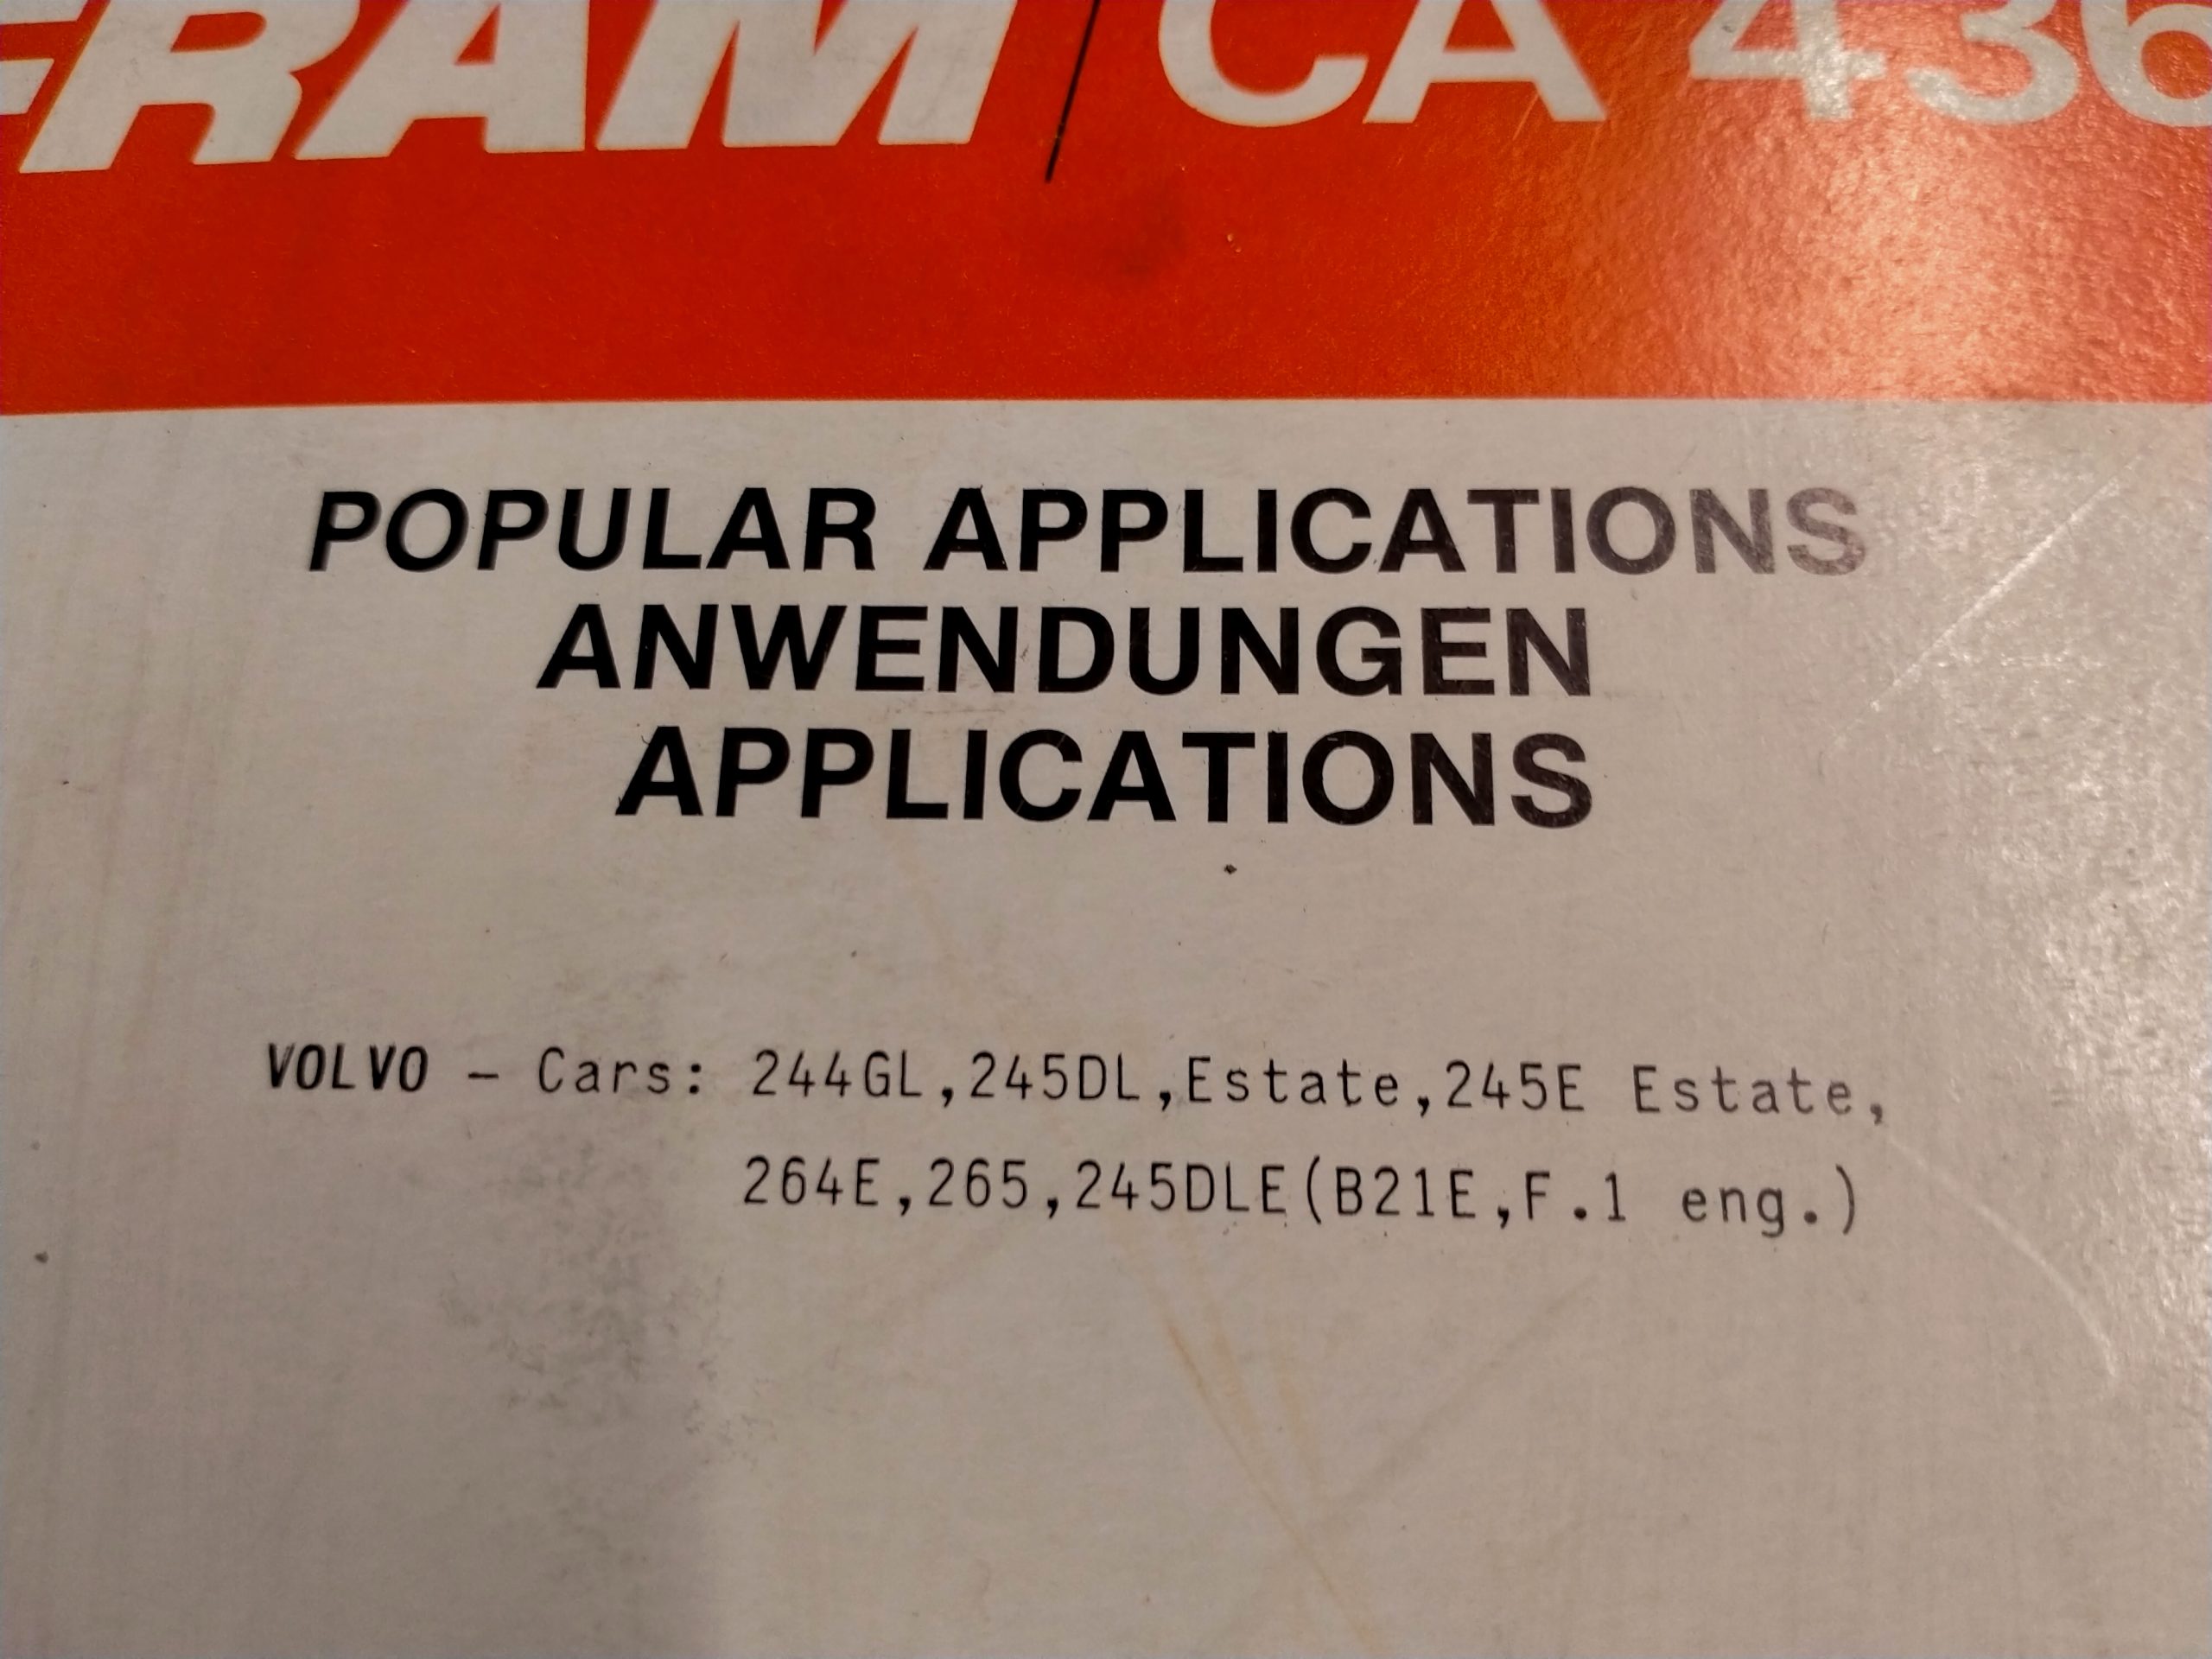 FRAM / CA 436
POPULAR APPLICATIONS
ANWENDUNGEN
APPLICATIONS
VOLVO - Cars: 244GL,245DL,Estate,245E Estate,
264E,265,245DLE(B21E,F.1 eng.)